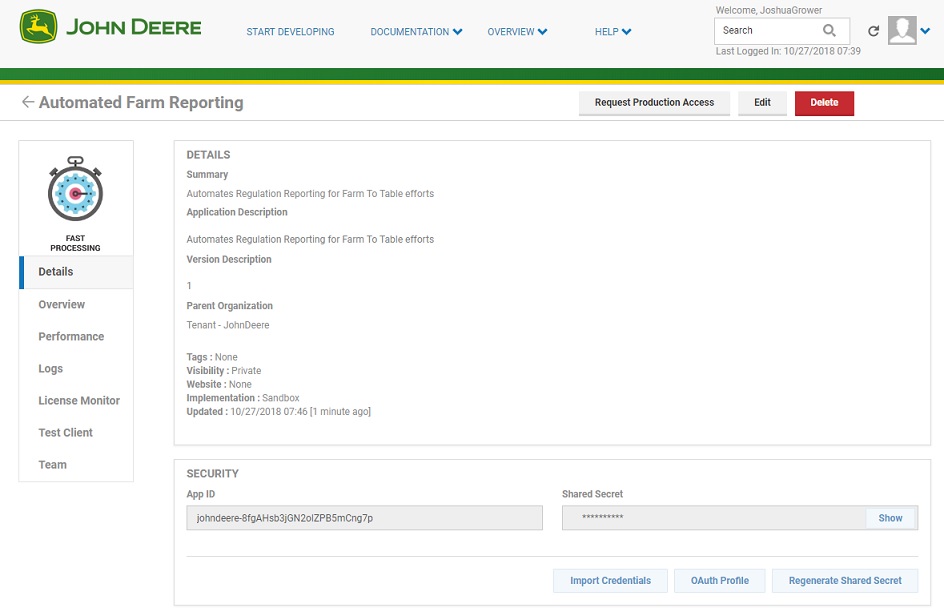 JOHN DEERE
START DEVELOPING DOCUMENTATION OVERVIEW HELP
Welcome, JoshuaGrower
Search
Last Logged In: 10/27/2018 07:39
Automated Farm Reporting
Request Production Access Edit Delete
FAST
PROCESSING
Details
Overview
Performance
Logs
License Monitor
Test Client
Team
DETAILS
Summary
Automates Regulation Reporting for Farm To Table efforts
Application Description
Automates Regulation Reporting for Farm To Table efforts
Version Description
1
Parent Organization
Tenant - JohnDeere
Tags : None
Visibility : Private
Website : None
Implementation : Sandbox
Updated : 10/27/2018 07:46 [1 minute ago]
SECURITY
App ID Shared Secret
johndeere-8fgAHsb3jGN2olZPB5mCng7p ********** Show
Import Credentials OAuth Profile Regenerate Shared Secret